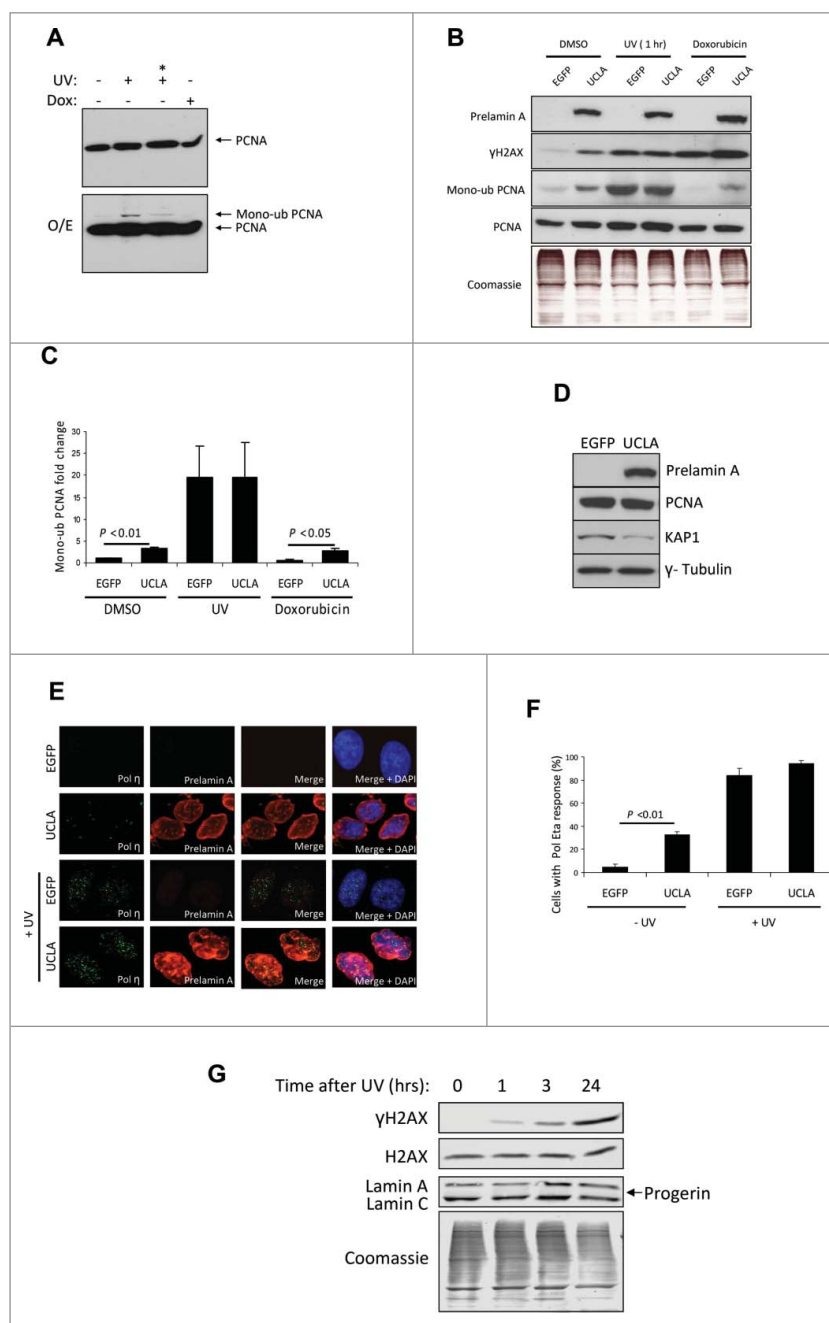 A
*
UV: - + + -
Dox: - - - +
PCNA
O/E
Mono-ub PCNA
PCNA
B
DMSO UV ( 1 hr) Doxorubicin
EGFP UCLA EGFP UCLA EGFP UCLA
Prelamin A
γH2AX
Mono-ub PCNA
PCNA
Coomassie
C
Mono-ub PCNA fold change
30
25
20
15
10
5
0
P <0.01
P <0.05
EGFP UCLA EGFP UCLA EGFP UCLA
DMSO UV Doxorubicin
D
EGFP UCLA
Prelamin A
PCNA
KAP1
γ- Tubulin
E
EGFP
Pol η Prelamin A Merge Merge + DAPI
UCLA
Pol η Prelamin A Merge Merge + DAPI
+ UV
EGFP
Pol η Prelamin A Merge Merge + DAPI
UCLA
Pol η Prelamin A Merge Merge + DAPI
F
Cells with Pol Eta response (%)
100
80
60
40
20
0
P <0.01
EGFP UCLA EGFP UCLA
- UV + UV
G
Time after UV (hrs): 0 1 3 24
γH2AX
H2AX
Lamin A
Lamin C
Progerin
Coomassie